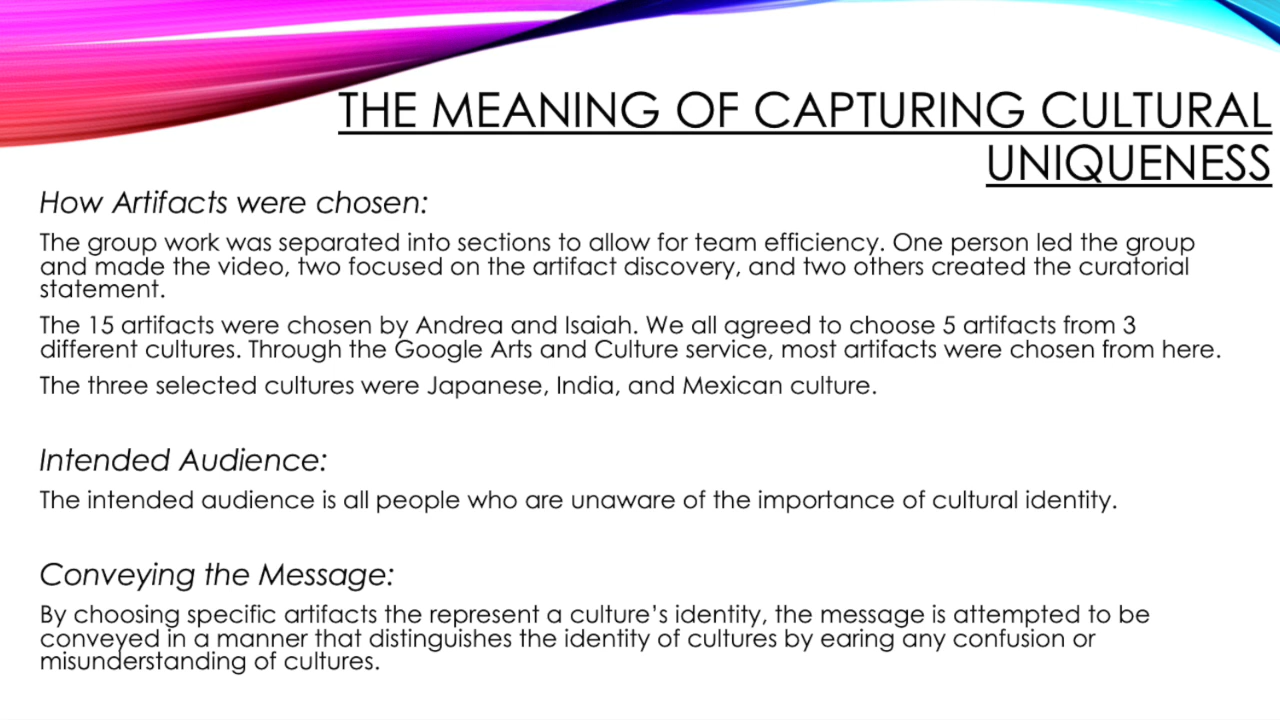 THE MEANING OF CAPTURING CULTURAL
UNIQUENESS
How Artifacts were chosen:
The group work was separated into sections to allow for team efficiency. One person led the group
and made the video, two focused on the artifact discovery, and two others created the curatorial
statement.
The 15 artifacts were chosen by Andrea and Isaiah. We all agreed to choose 5 artifacts from 3
different cultures. Through the Google Arts and Culture service, most artifacts were chosen from here.
The three selected cultures were Japanese, India, and Mexican culture.
Intended Audience:
The intended audience is all people who are unaware of the importance of cultural identity.
Conveying the Message:
By choosing specific artifacts the represent a culture’s identity, the message is attempted to be
conveyed in a manner that distinguishes the identity of cultures by earing any confusion or
misunderstanding of cultures.